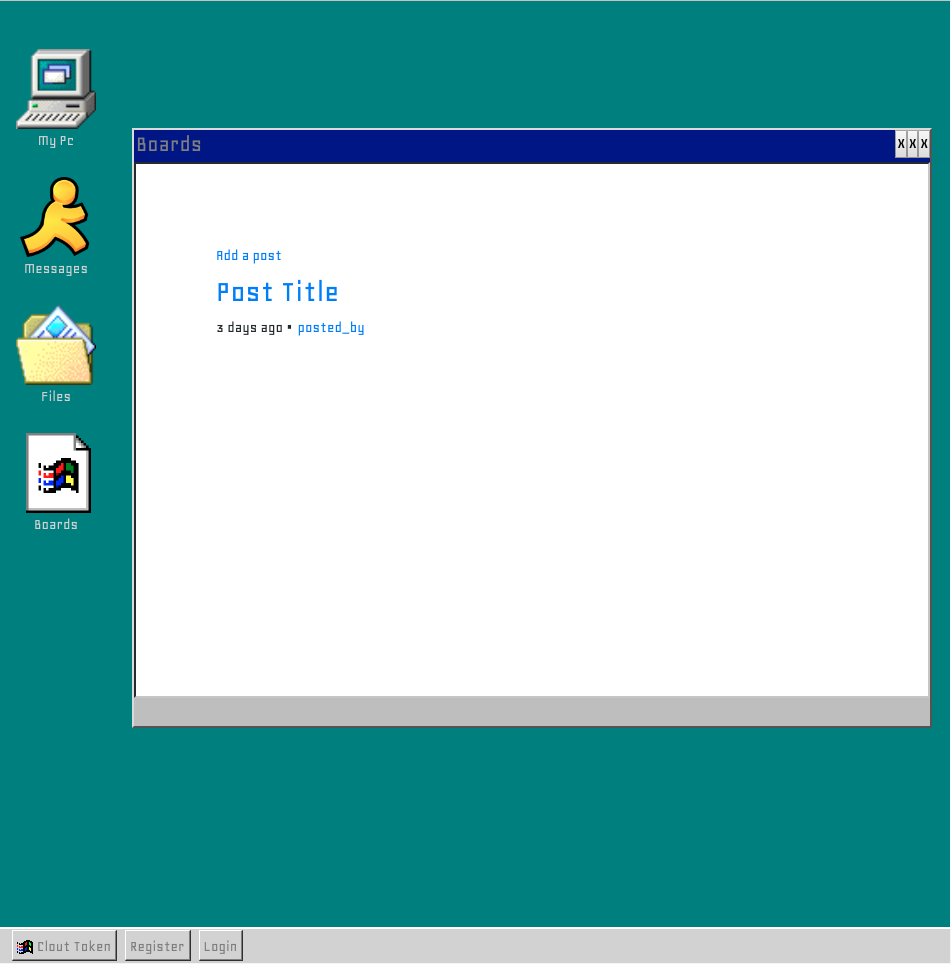 My Pc
Messages
Files
Boards
Boards
X X X
Add a post
Post Title
3 days ago • posted_by
Clout Token
Register
Login